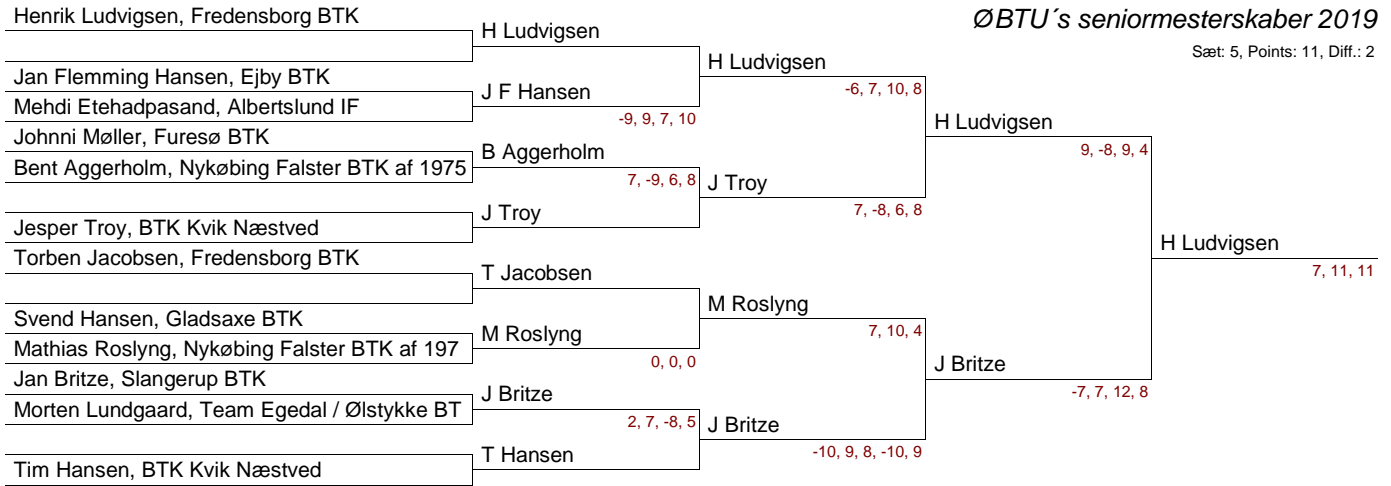 Henrik Ludvigsen, Fredensborg BTK
ØBTU´s seniormesterskaber 2019
Sæt: 5, Points: 11, Diff.: 2
H Ludvigsen
Jan Flemming Hansen, Ejby BTK
H Ludvigsen
-6, 7, 10, 8
J F Hansen
-9, 9, 7, 10
Mehdi Etehadpasand, Albertslund IF
Johnni Møller, Furesø BTK
H Ludvigsen
9, -8, 9, 4
B Aggerholm
7, -9, 6, 8
Bent Aggerholm, Nykøbing Falster BTK af 1975
J Troy
7, -8, 6, 8
J Troy
Jesper Troy, BTK Kvik Næstved
H Ludvigsen
7, 11, 11
Torben Jacobsen, Fredensborg BTK
T Jacobsen
Svend Hansen, Gladsaxe BTK
M Roslyng
7, 10, 4
M Roslyng
0, 0, 0
Mathias Roslyng, Nykøbing Falster BTK af 197
Jan Britze, Slangerup BTK
J Britze
-7, 7, 12, 8
J Britze
2, 7, -8, 5
Morten Lundgaard, Team Egedal / Ølstykke BT
J Britze
-10, 9, 8, -10, 9
T Hansen
Tim Hansen, BTK Kvik Næstved